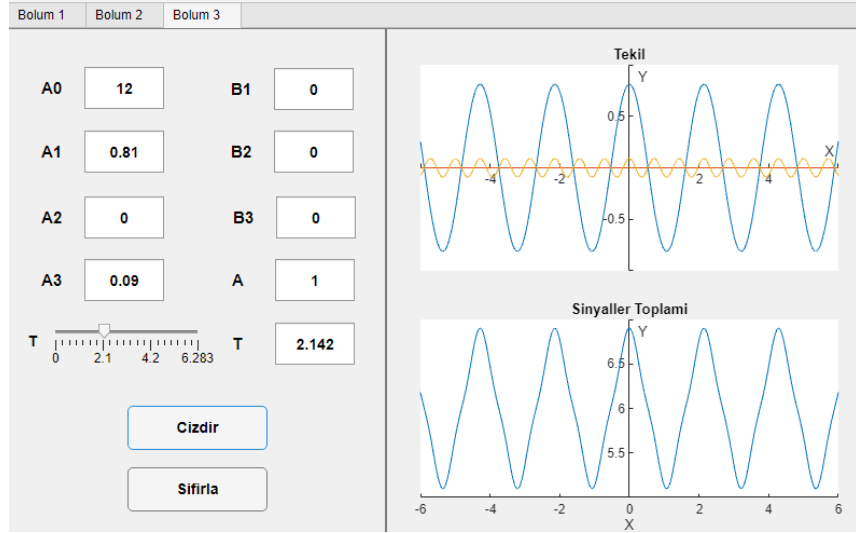 Bolum 1 Bolum 2 Bolum 3
A0 12 B1 0
A1 0.81 B2 0
A2 0 B3 0
A3 0.09 A 1
T 0 2.1 4.2 6.283 T 2.142
Cizdir
Sifirla
Tekil
Y
0.5
X
-4 -2 2 4
-0.5
Sinyaller Toplami
Y
6.5
6
5.5
-6 -4 -2 0 2 4 6
X